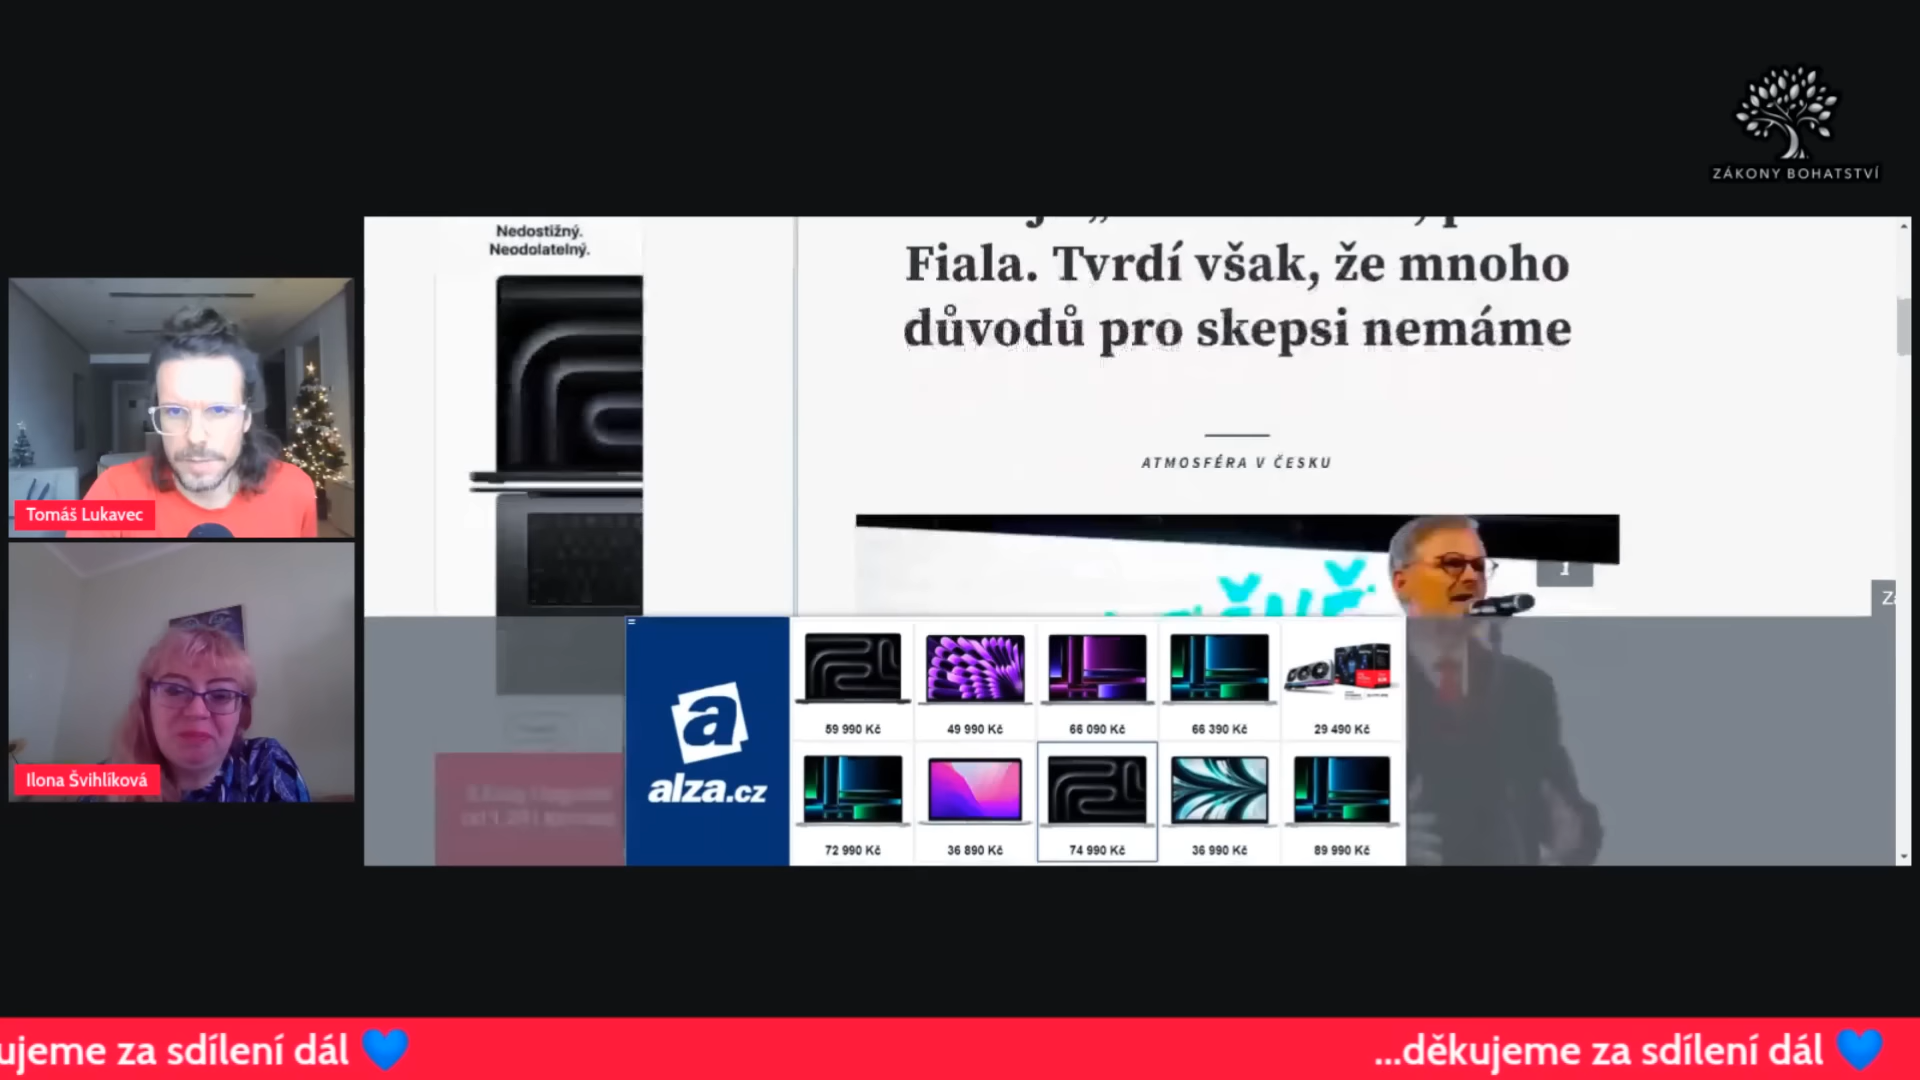 ZÁKONY BOHATSTVÍ
Nedostižný.
Neodolatelný.
Fiala. Tvrdí však, že mnoho
důvodů pro skepsi nemáme
ATMOSFÉRA V ČESKU
Tomáš Lukavec
Ilona Švihlíková
1
alza.cz
59 990 Kč
49 990 Kč
66 090 Kč
66 390 Kč
29 490 Kč
72 990 Kč
36 890 Kč
74 990 Kč
36 990 Kč
89 990 Kč
ujeme za sdílení dál 💙
...děkujeme za sdílení dál 💙